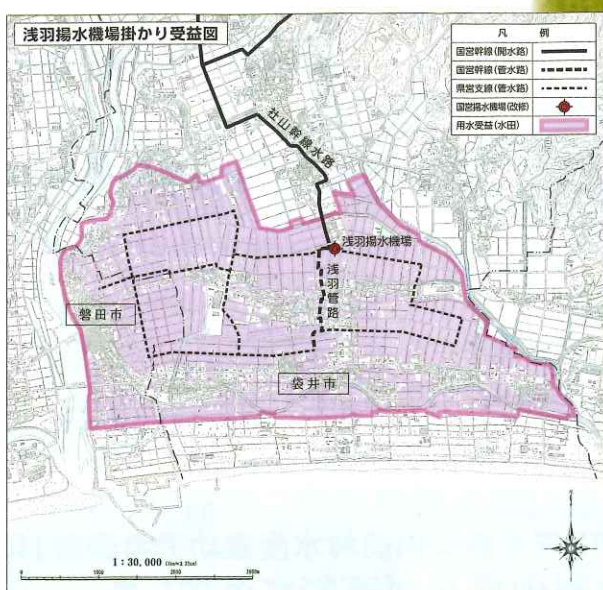 浅羽揚水機場掛かり受益図
凡 例
国営幹線(開水路)
国営幹線(管水路)
県営支線(管水路)
国営揚水機場(改修)
用水受益(水田)
社山幹線水路
浅羽揚水機場
浅羽管路
磐田市
袋井市
1:30,000